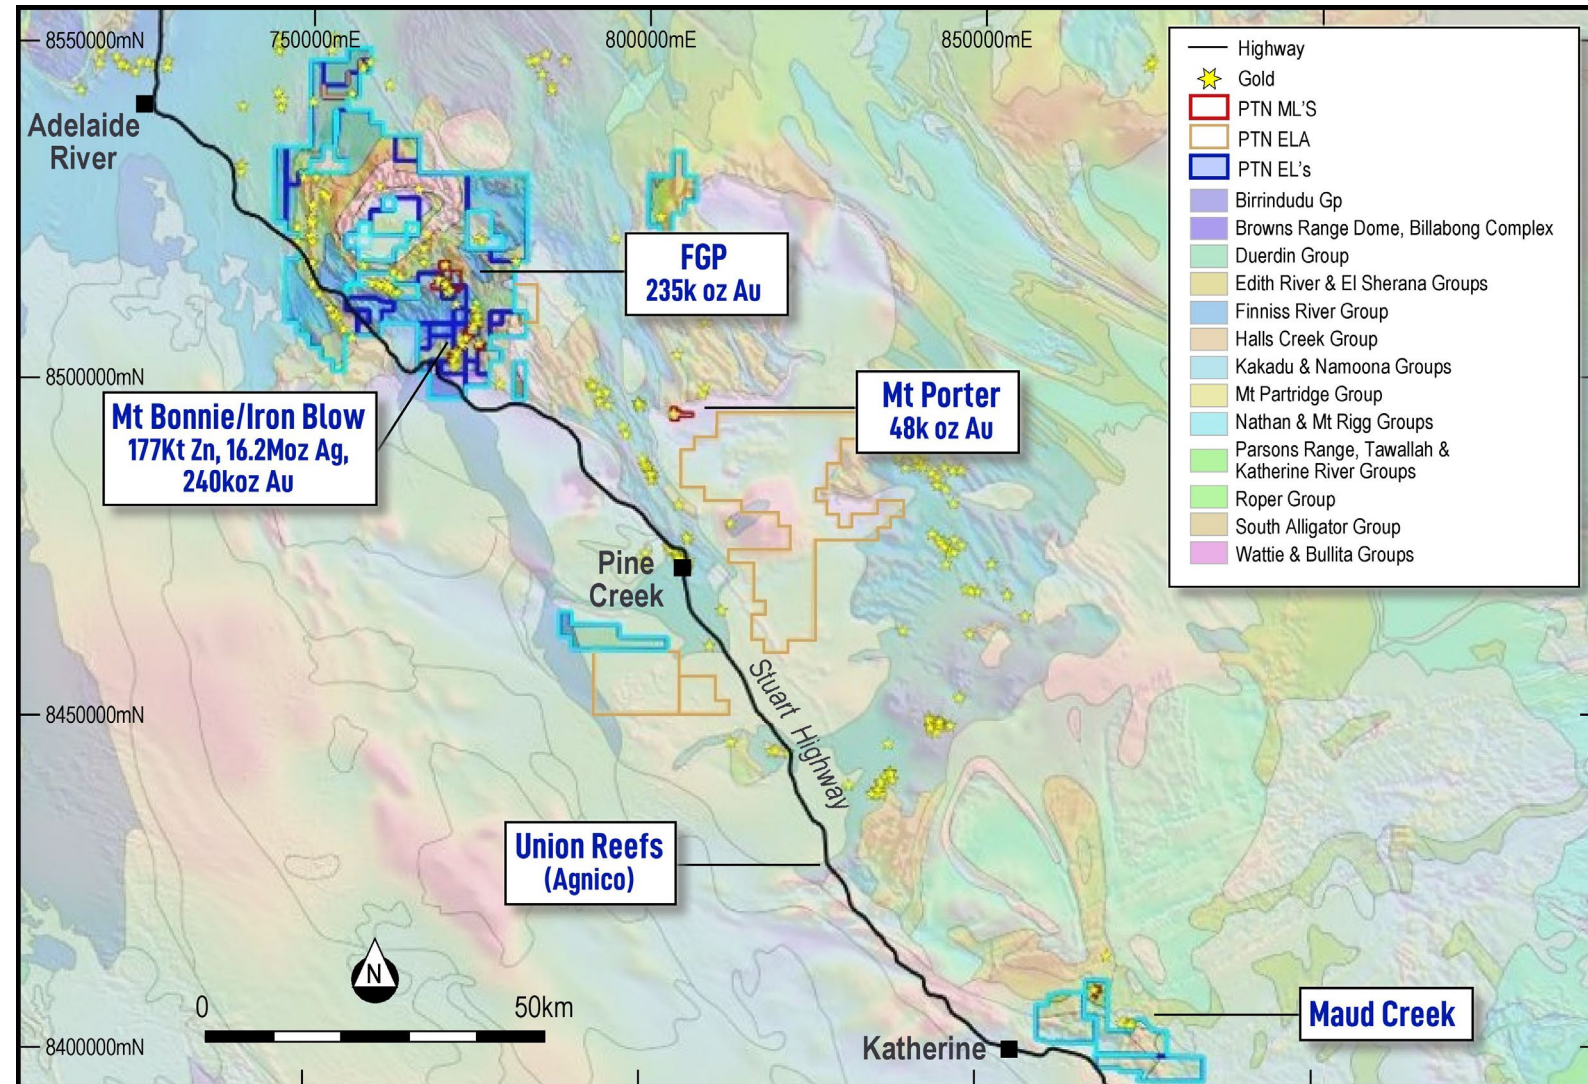 8550000mN
750000mE
800000mE
850000mE
Highway
Gold
PTN ML'S
PTN ELA
PTN EL's
Birrindudu Gp
Browns Range Dome, Billabong Complex
Duerdin Group
Edith River & El Sherana Groups
Finniss River Group
Halls Creek Group
Kakadu & Namoona Groups
Mt Partridge Group
Nathan & Mt Rigg Groups
Parsons Range, Tawallah &
Katherine River Groups
Roper Group
South Alligator Group
Wattie & Bullita Groups
Adelaide
River
FGP
235k oz Au
8500000mN
Mt Bonnie/Iron Blow
177Kt Zn, 16.2Moz Ag,
240koz Au
Mt Porter
48k oz Au
Pine
Creek
8450000mN
Stuart Highway
Union Reefs
(Agnico)
N
0
50km
Maud Creek
8400000mN
Katherine